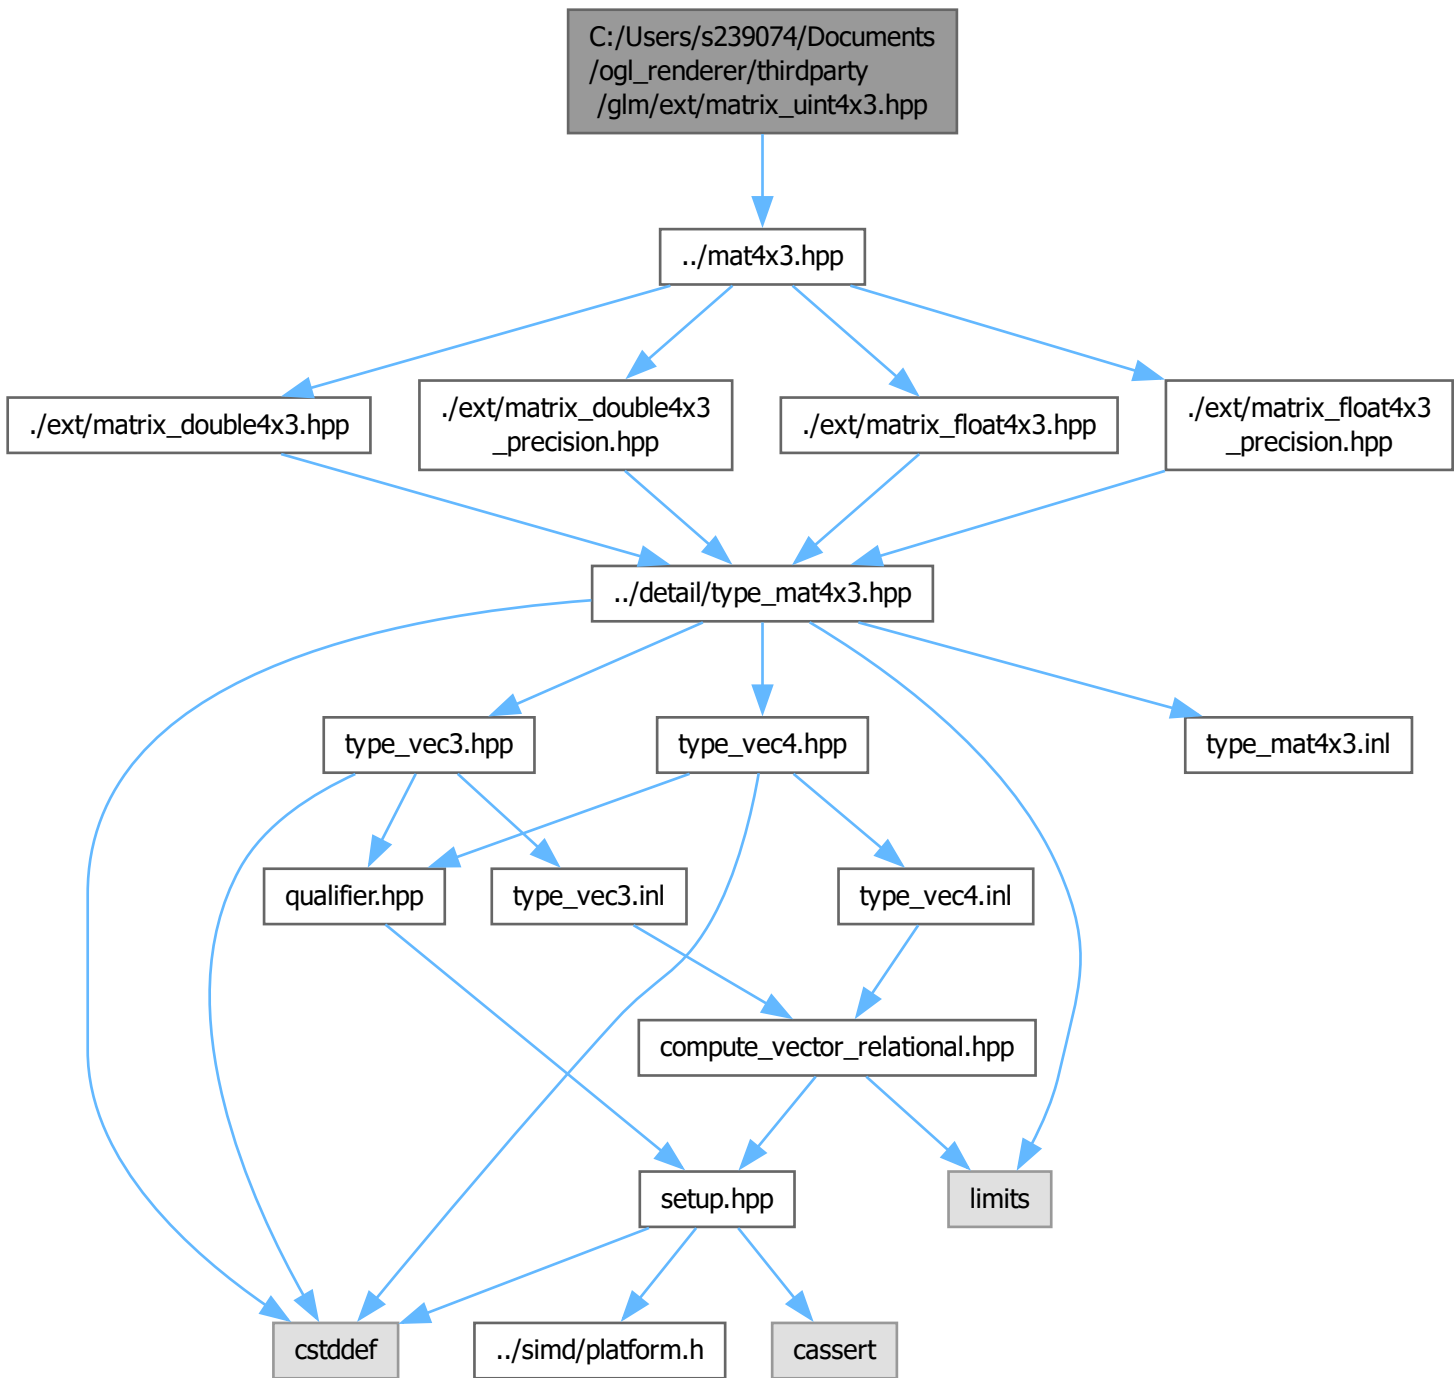 C:/Users/s239074/Documents
/ogl_renderer/thirdparty
/glm/ext/matrix_uint4x3.hpp
../mat4x3.hpp
./ext/matrix_double4x3.hpp
./ext/matrix_double4x3
_precision.hpp
./ext/matrix_float4x3.hpp
./ext/matrix_float4x3
_precision.hpp
../detail/type_mat4x3.hpp
type_vec3.hpp
type_vec4.hpp
type_mat4x3.inl
qualifier.hpp
type_vec3.inl
type_vec4.inl
compute_vector_relational.hpp
setup.hpp
limits
cstddef
../simd/platform.h
cassert